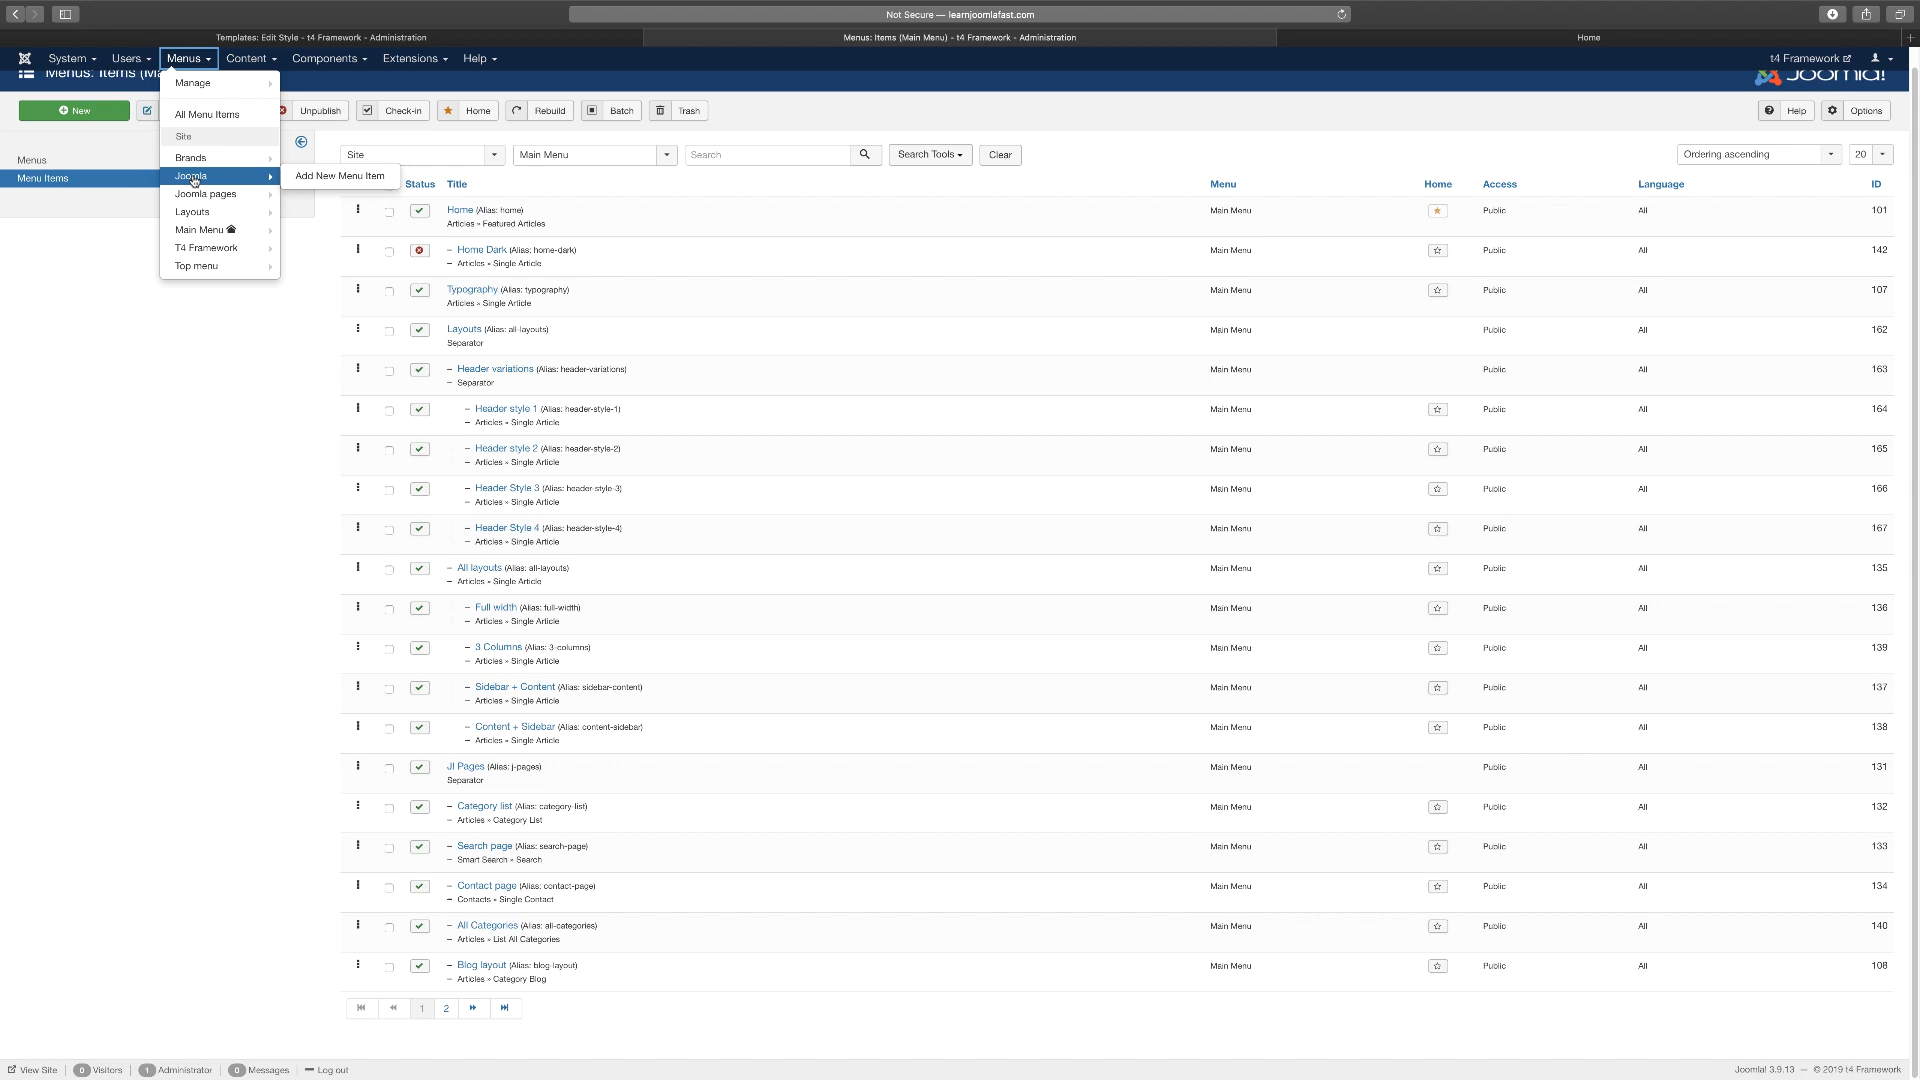 Not Secure — learnjoomlafast.com
Templates: Edit Style - t4 Framework - Administration
Menus: Items (Main Menu) - t4 Framework - Administration
Home
System
Users
Menus
Content
Components
Extensions
Help
t4 Framework
Menus: Items (Ma
Joomla!
New
Unpublish
Check-in
Home
Rebuild
Batch
Trash
Help
Options
Manage
All Menu Items
Site
Brands
Joomla
Add New Menu Item
Joomla pages
Layouts
Main Menu
T4 Framework
Top menu
Menus
Menu Items
Site
Main Menu
Search
Search Tools
Clear
Ordering ascending
20
Status Title Menu Home Access Language ID
Home (Alias: home) Main Menu Public All 101
Articles » Featured Articles
– Home Dark (Alias: home-dark) Main Menu Public All 142
– Articles » Single Article
Typography (Alias: typography) Main Menu Public All 107
Articles » Single Article
Layouts (Alias: all-layouts) Main Menu Public All 162
Separator
– Header variations (Alias: header-variations) Main Menu Public All 163
– Separator
– Header style 1 (Alias: header-style-1) Main Menu Public All 164
– Articles » Single Article
– Header style 2 (Alias: header-style-2) Main Menu Public All 165
– Articles » Single Article
– Header Style 3 (Alias: header-style-3) Main Menu Public All 166
– Articles » Single Article
– Header Style 4 (Alias: header-style-4) Main Menu Public All 167
– Articles » Single Article
– All layouts (Alias: all-layouts) Main Menu Public All 135
– Articles » Single Article
– Full width (Alias: full-width) Main Menu Public All 136
– Articles » Single Article
– 3 Columns (Alias: 3-columns) Main Menu Public All 139
– Articles » Single Article
– Sidebar + Content (Alias: sidebar-content) Main Menu Public All 137
– Articles » Single Article
– Content + Sidebar (Alias: content-sidebar) Main Menu Public All 138
– Articles » Single Article
J! Pages (Alias: j-pages) Main Menu Public All 131
Separator
– Category list (Alias: category-list) Main Menu Public All 132
– Articles » Category List
– Search page (Alias: search-page) Main Menu Public All 133
– Smart Search » Search
– Contact page (Alias: contact-page) Main Menu Public All 134
– Contacts » Single Contact
– All Categories (Alias: all-categories) Main Menu Public All 140
– Articles » List All Categories
– Blog layout (Alias: blog-layout) Main Menu Public All 108
– Articles » Category Blog
1 2
View Site 0 Visitors 1 Administrator 0 Messages Log out
Joomla! 3.9.13 — © 2019 t4 Framework